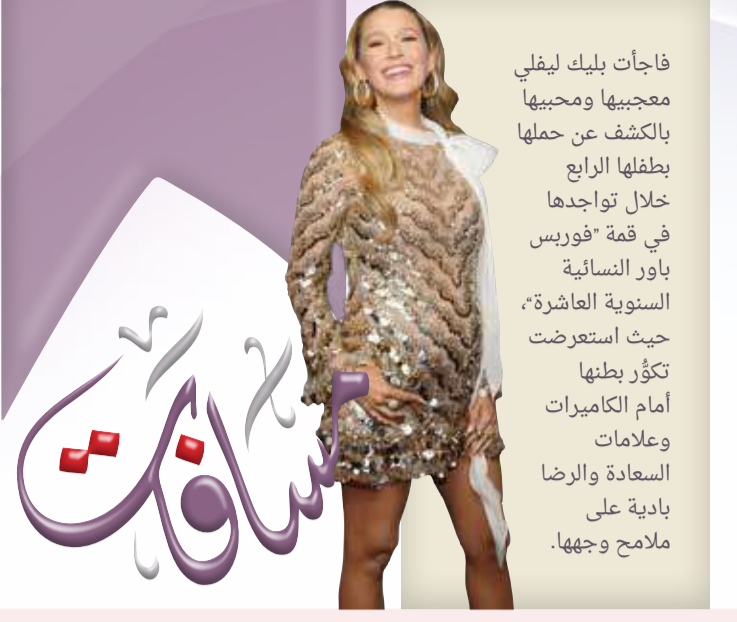 فاجأت بليك ليفلي
معجبيها ومحبيها
بالكشف عن حملها
بطفلها الرابع
خلال تواجدها
في قمة "فوربس
باور النسائية
السنوية العاشرة"،
حيث استعرضت
تكوُّر بطنها
أمام الكاميرات
وعلامات
السعادة والرضا
بادية على
ملامح وجهها.